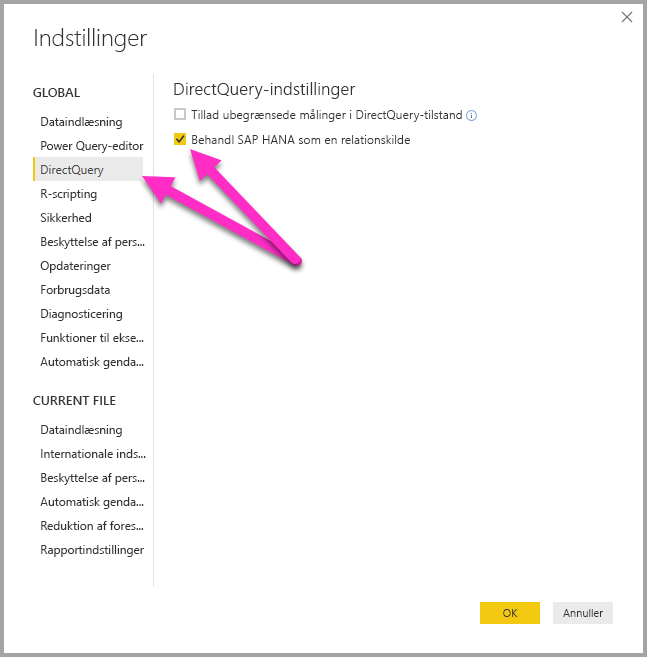 Indstillinger
GLOBAL
Dataindlæsning
Power Query-editor
DirectQuery
R-scripting
Sikkerhed
Beskyttelse af pers...
Opdateringer
Forbrugsdata
Diagnosticering
Funktioner til ekse...
Automatisk genda...
CURRENT FILE
Dataindlæsning
Internationale inds...
Beskyttelse af pers...
Automatisk genda...
Reduktion af fores...
Rapportindstillinger
DirectQuery-indstillinger
Tillad ubegrænsede målinger i DirectQuery-tilstand
Behandl SAP HANA som en relationskilde
OK
Annuller